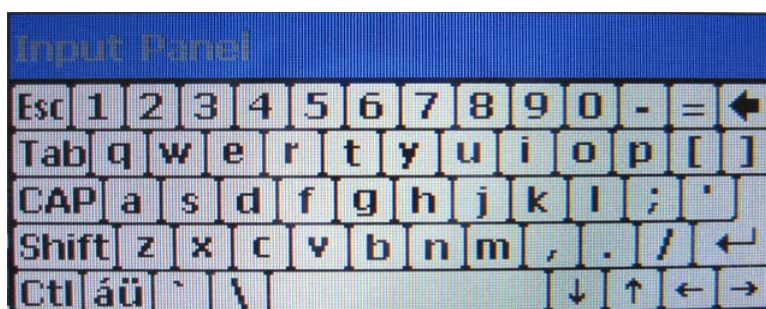 Input Panel
Esc 1 2 3 4 5 6 7 8 9 0 - = ←
Tab q w e r t y u i o p [ ]
CAP a s d f g h j k l ; '
Shift z x c v b n m , . / ↵
Ctl áü ` \ ↓ ↑ ← →